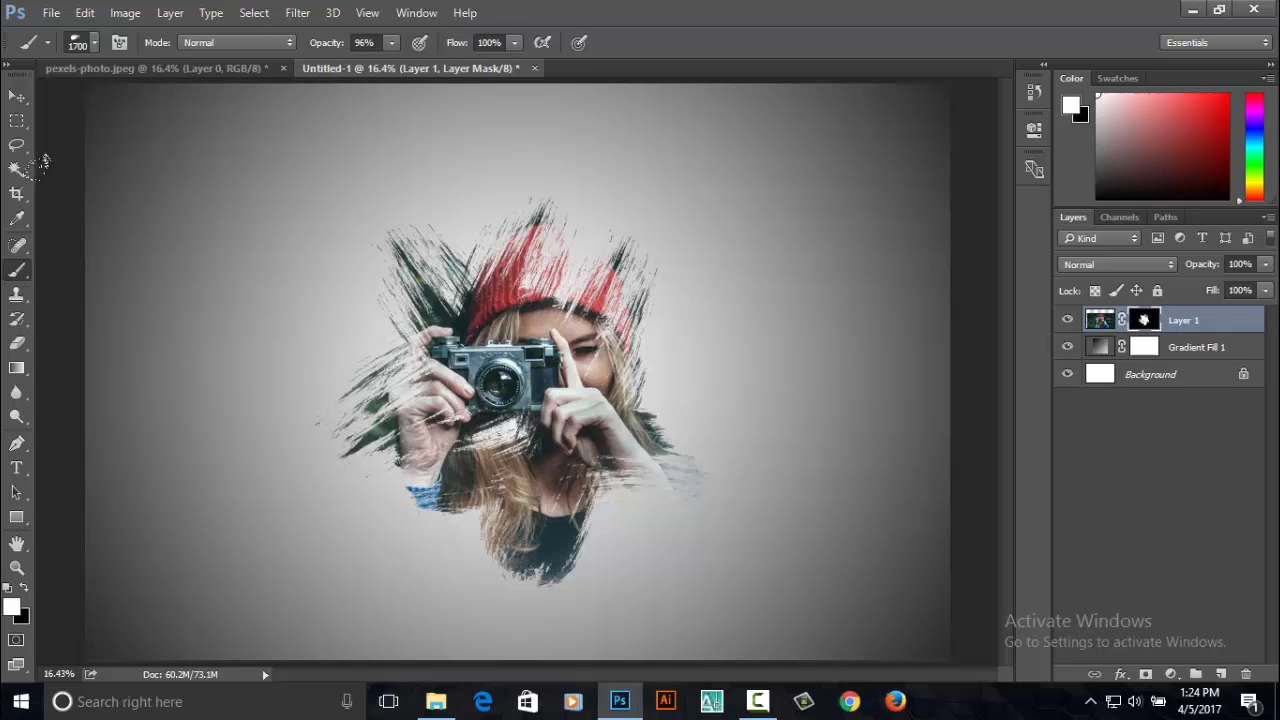 Ps File Edit Image Layer Type Select Filter 3D View Window Help
1700 Mode: Normal Opacity: 96% Flow: 100% Essentials
pexels-photo.jpeg @ 16.4% (Layer 0, RGB/8) * × Untitled-1 @ 16.4% (Layer 1, Layer Mask/8) * ×
Color Swatches
Layers Channels Paths
Kind
Normal Opacity: 100%
Lock: Fill: 100%
Layer 1
Gradient Fill 1
Background
Activate Windows
Go to Settings to activate Windows.
16.43% Doc: 60.2M/73.1M
Search right here
Ps
Ai
1:24 PM
4/5/2017
1